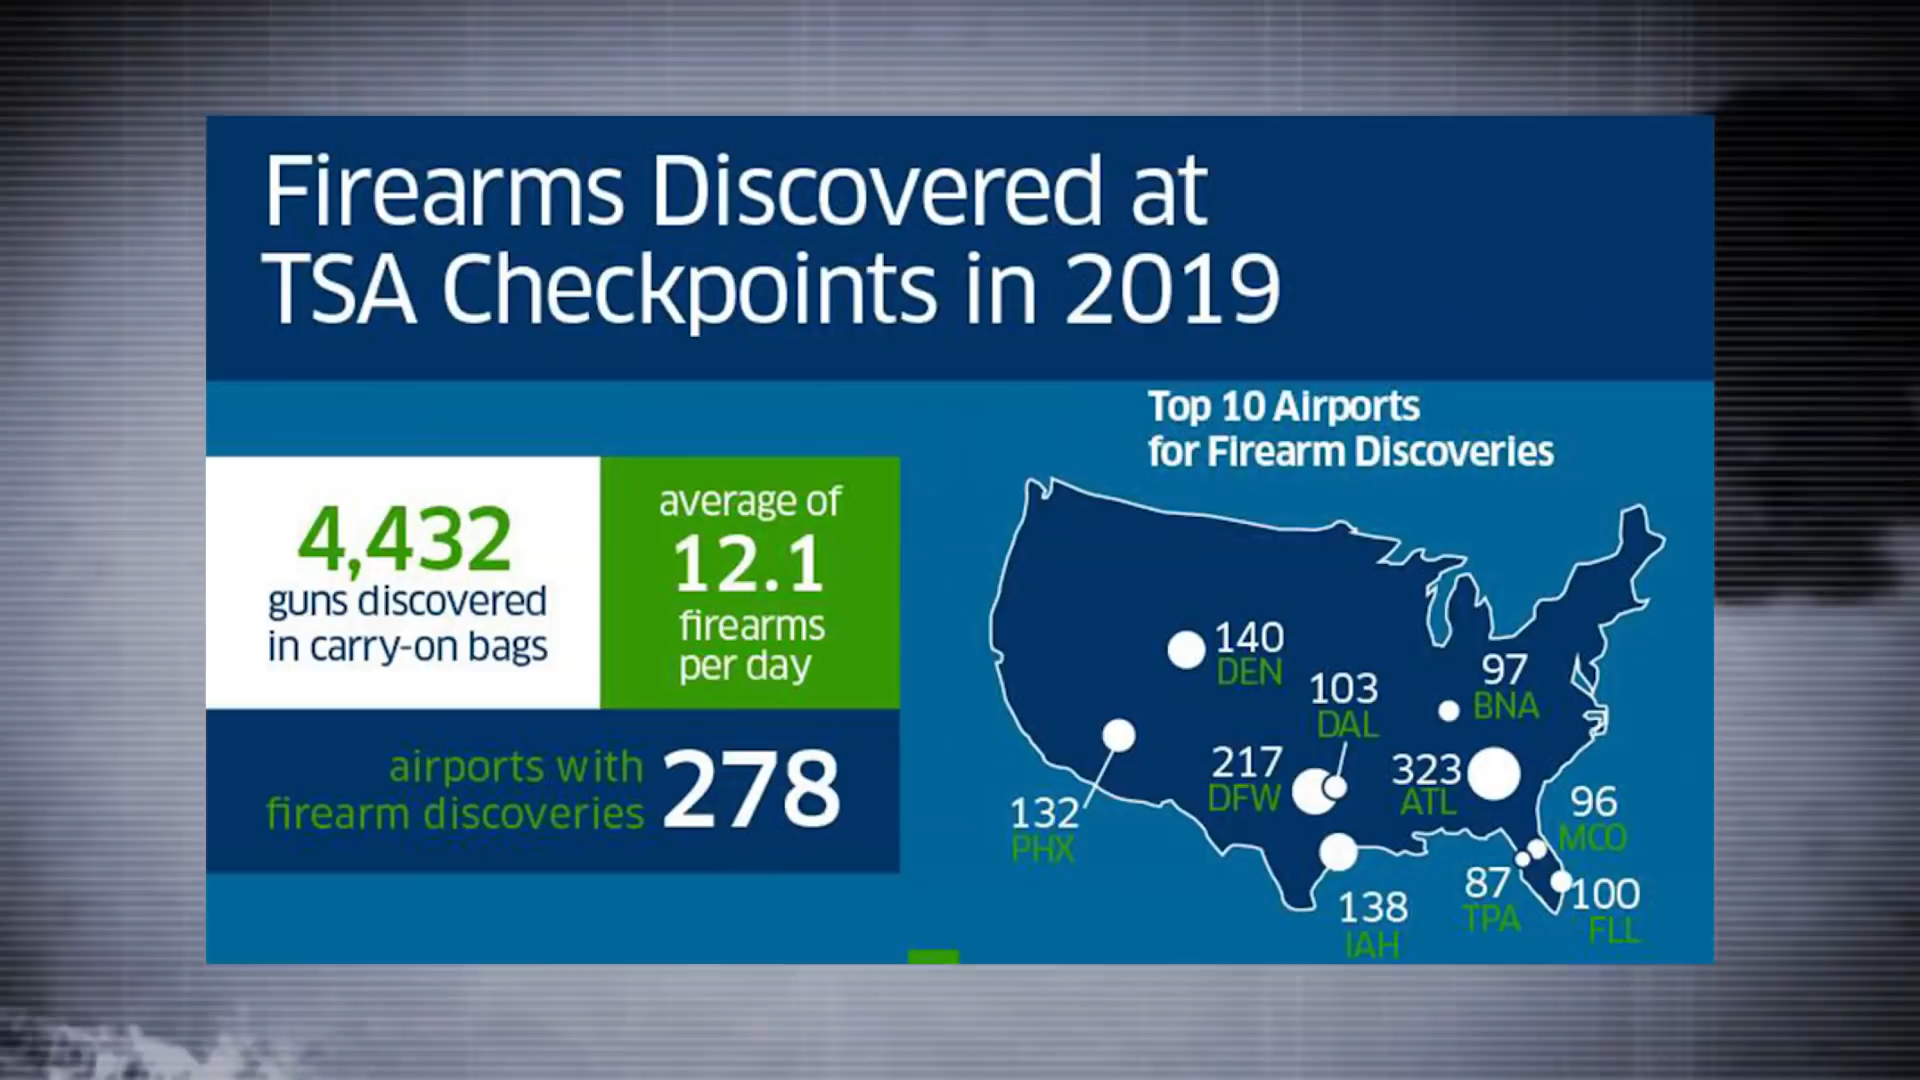 Firearms Discovered at
TSA Checkpoints in 2019
Top 10 Airports
for Firearm Discoveries
4,432
guns discovered
in carry-on bags
average of
12.1
firearms
per day
airports with
firearm discoveries
278
140
DEN
103
DAL
97
BNA
217
DFW
323
ATL
132
PHX
96
MCO
138
IAH
87
TPA
100
FLL